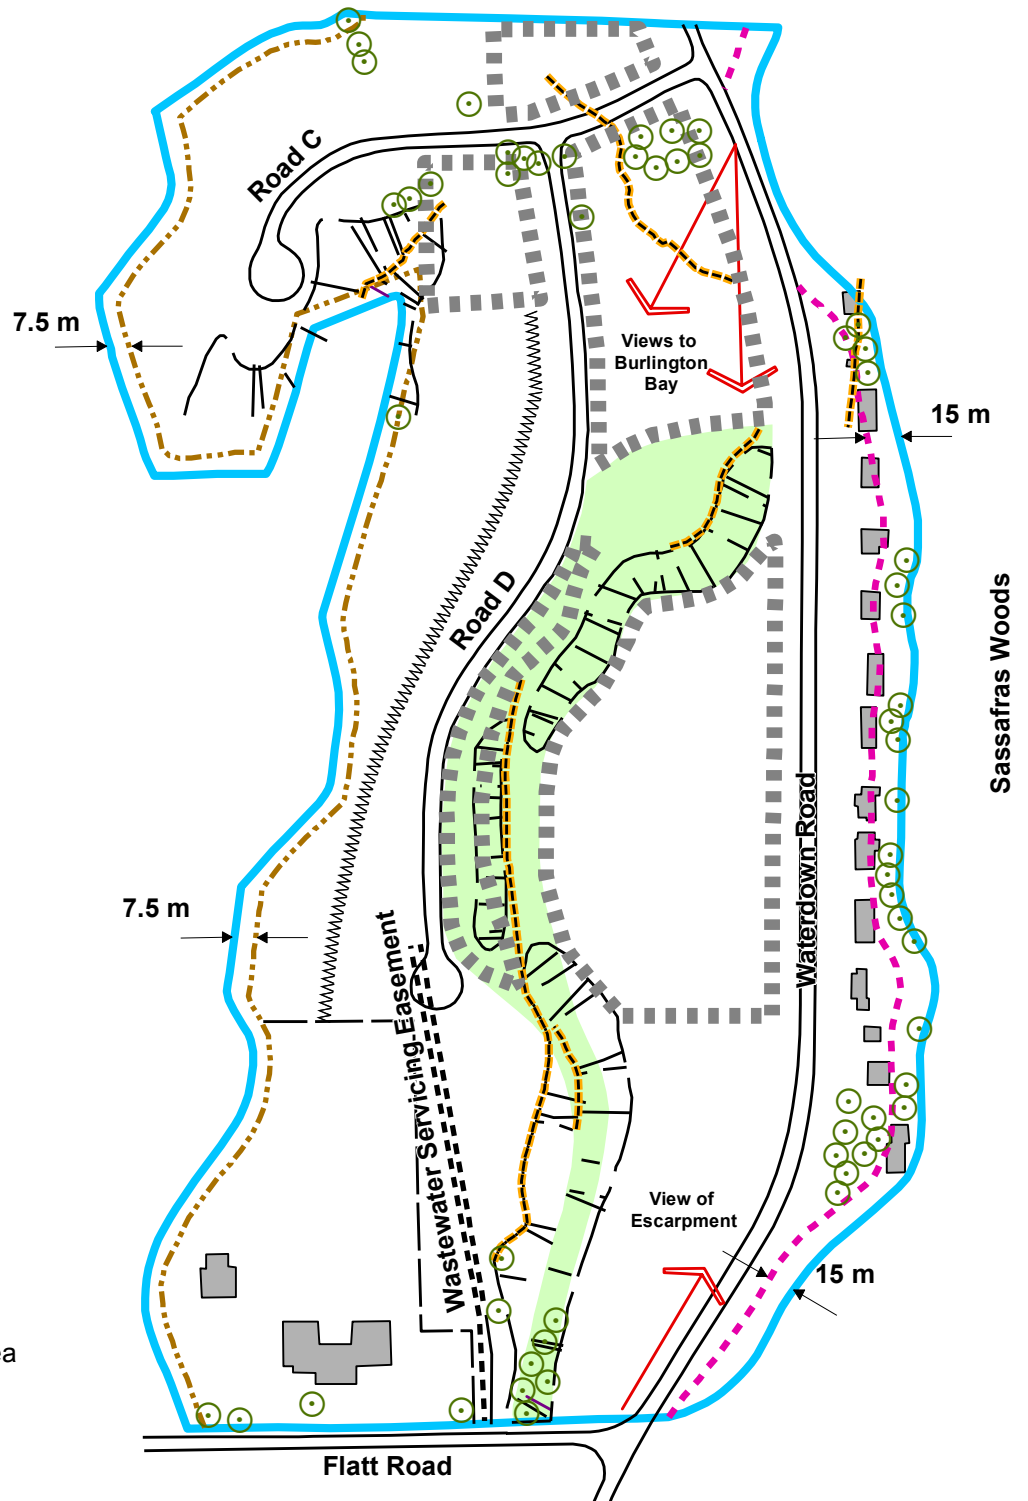 Road C
7.5 m
Views to
Burlington
Bay
15 m
Road D
Sassafras Woods
Waterdown Road
7.5 m
Wastewater Servicing Easement
View of
Escarpment
15 m
ea
Flatt Road